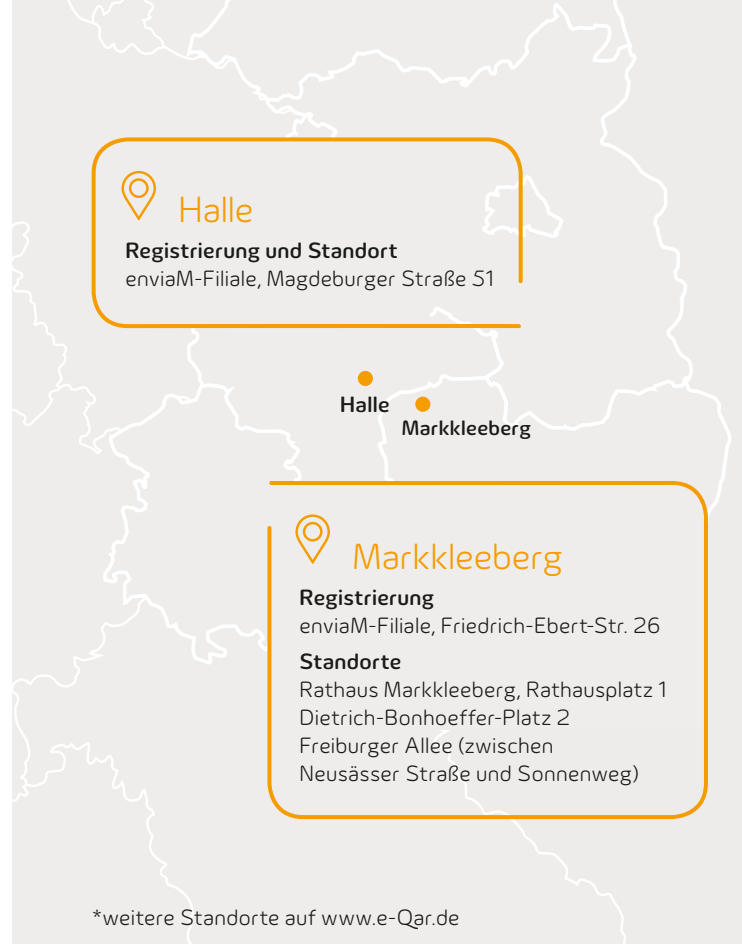 Halle
Registrierung und Standort
enviaM-Filiale, Magdeburger Straße 51
Halle
Markkleeberg
Markkleeberg
Registrierung
enviaM-Filiale, Friedrich-Ebert-Str. 26
Standorte
Rathaus Markkleeberg, Rathausplatz 1
Dietrich-Bonhoeffer-Platz 2
Freiburger Allee (zwischen
Neusässer Straße und Sonnenweg)
*weitere Standorte auf www.e-Qar.de